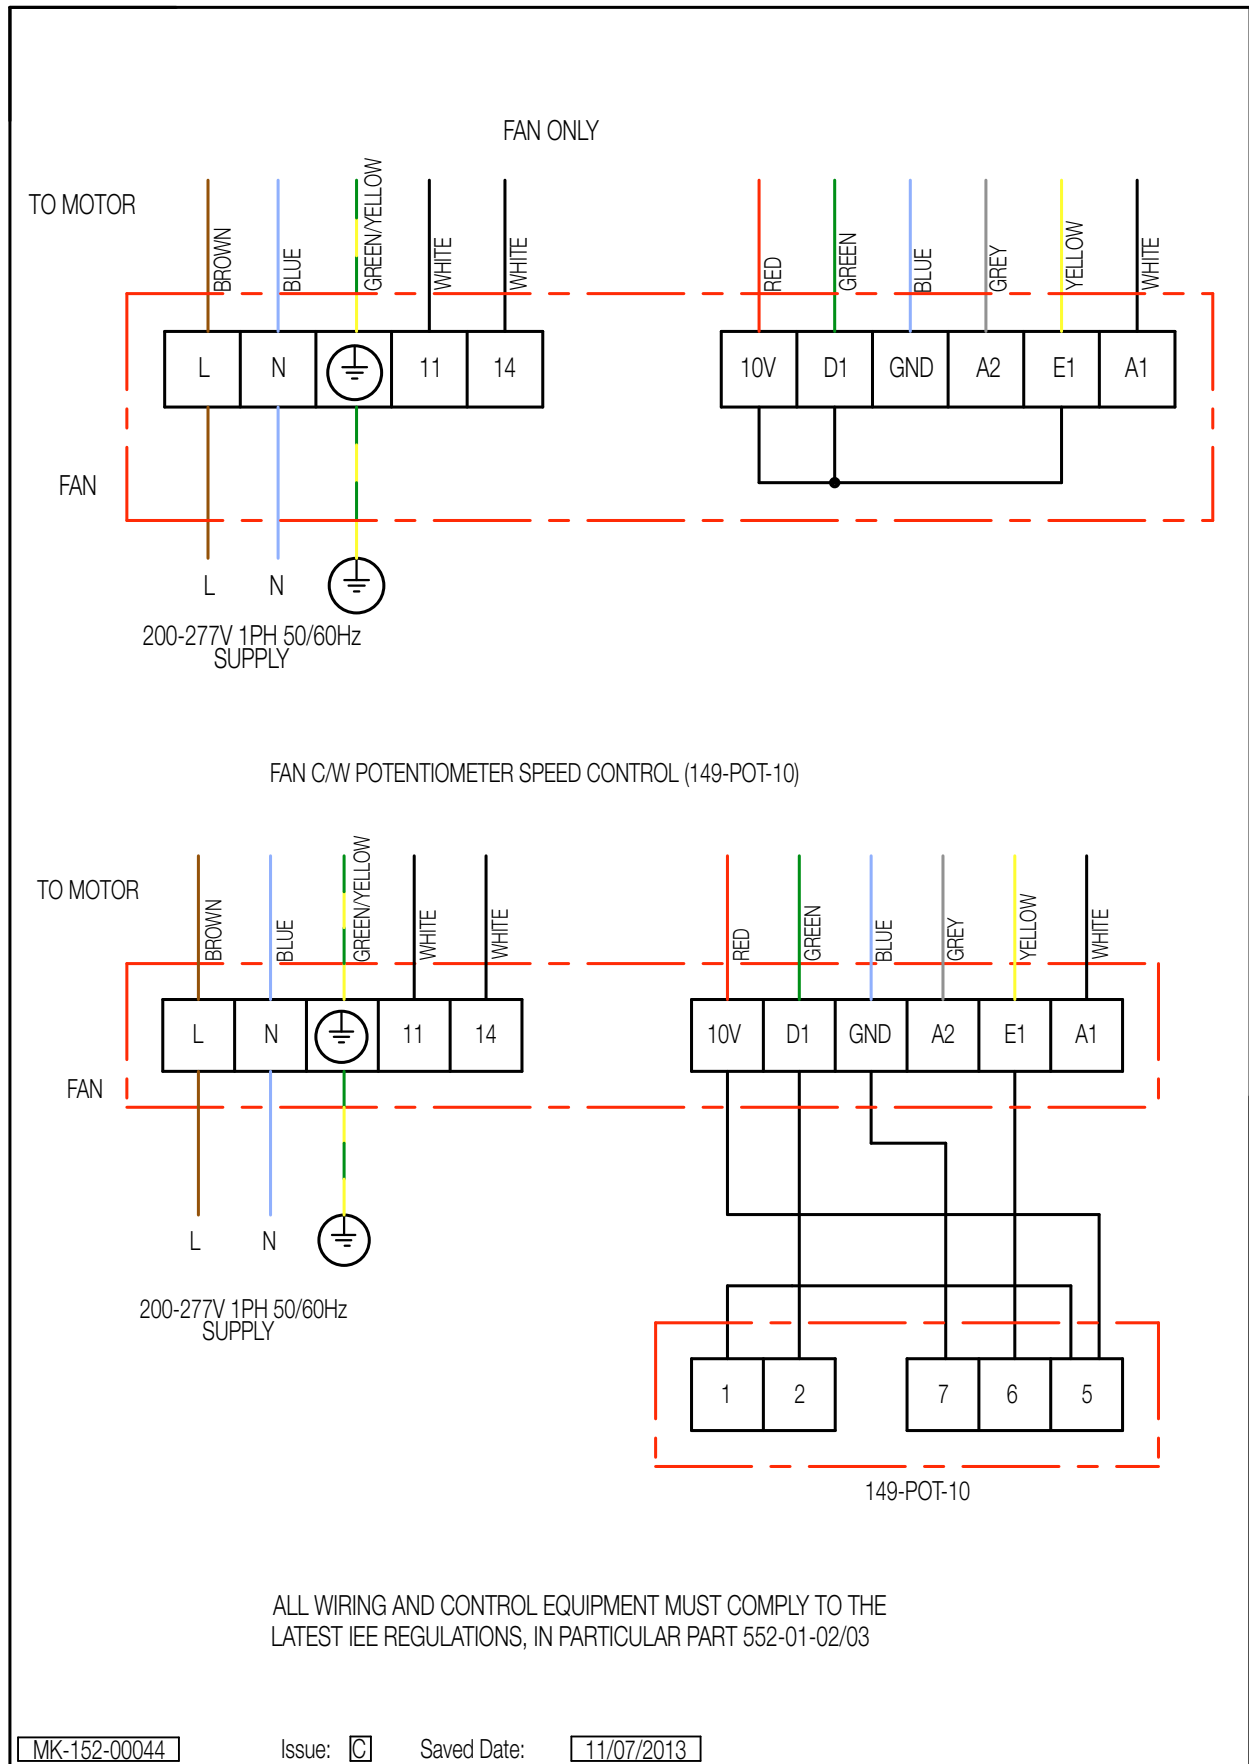 FAN ONLY
TO MOTOR
BROWN
BLUE
GREEN/YELLOW
WHITE
WHITE
RED
GREEN
BLUE
GREY
YELLOW
WHITE
L N 11 14
10V D1 GND A2 E1 A1
FAN
L N
200-277V 1PH 50/60Hz
SUPPLY
FAN C/W POTENTIOMETER SPEED CONTROL (149-POT-10)
TO MOTOR
BROWN
BLUE
GREEN/YELLOW
WHITE
WHITE
RED
GREEN
BLUE
GREY
YELLOW
WHITE
L N 11 14
10V D1 GND A2 E1 A1
FAN
L N
200-277V 1PH 50/60Hz
SUPPLY
1 2 7 6 5
149-POT-10
ALL WIRING AND CONTROL EQUIPMENT MUST COMPLY TO THE
LATEST IEE REGULATIONS, IN PARTICULAR PART 552-01-02/03
MK-152-00044 Issue: C Saved Date: 11/07/2013